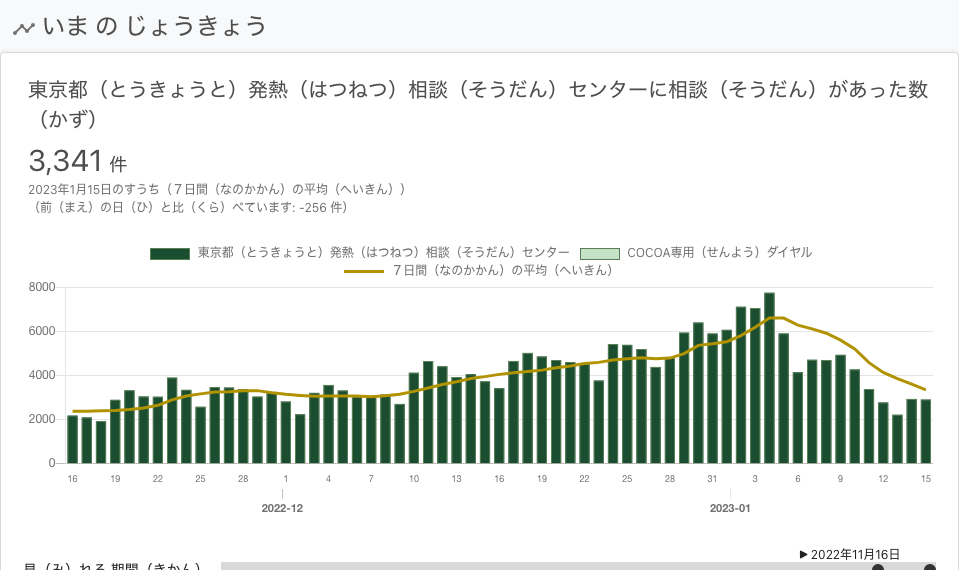 いま の じょうきょう
東京都（とうきょうと）発熱（はつねつ）相談（そうだん）センターに相談（そうだん）があった数
（かず）
3,341 件
2023年1月15日のすうち（７日間（なのかかん）の平均（へいきん））
（前（まえ）の日（ひ）と比（くら）べています: -256 件）
東京都（とうきょうと）発熱（はつねつ）相談（そうだん）センター COCOA専用（せんよう）ダイヤル
７日間（なのかかん）の平均（へいきん）
8000
6000
4000
2000
0
16 19 22 25 28 1 4 7 10 13 16 19 22 25 28 31 3 6 9 12 15
2022-12 2023-01
▶ 2022年11月16日
見（み）れる 期間（きかん）